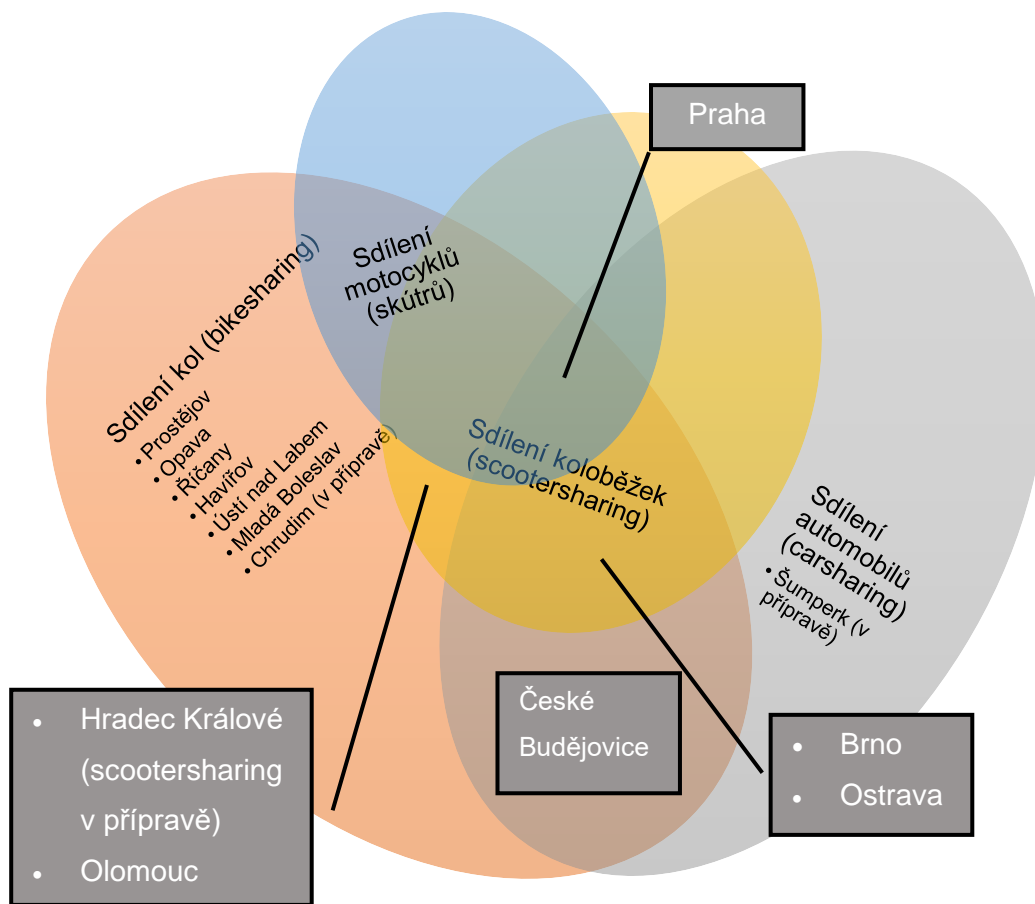 Praha
Sdílení
motocyklů
(skútrů)
Sdílení kol (bikesharing)
• Prostějov
• Opava
• Říčany
• Havířov
• Ústí nad Labem
• Mladá Boleslav
• Chrudim (v přípravě)
Sdílení koloběžek
(scootersharing)
Sdílení
automobilů
(carsharing)
• Šumperk (v
přípravě)
• Hradec Králové
(scootersharing
v přípravě)
• Olomouc
České
Budějovice
• Brno
• Ostrava